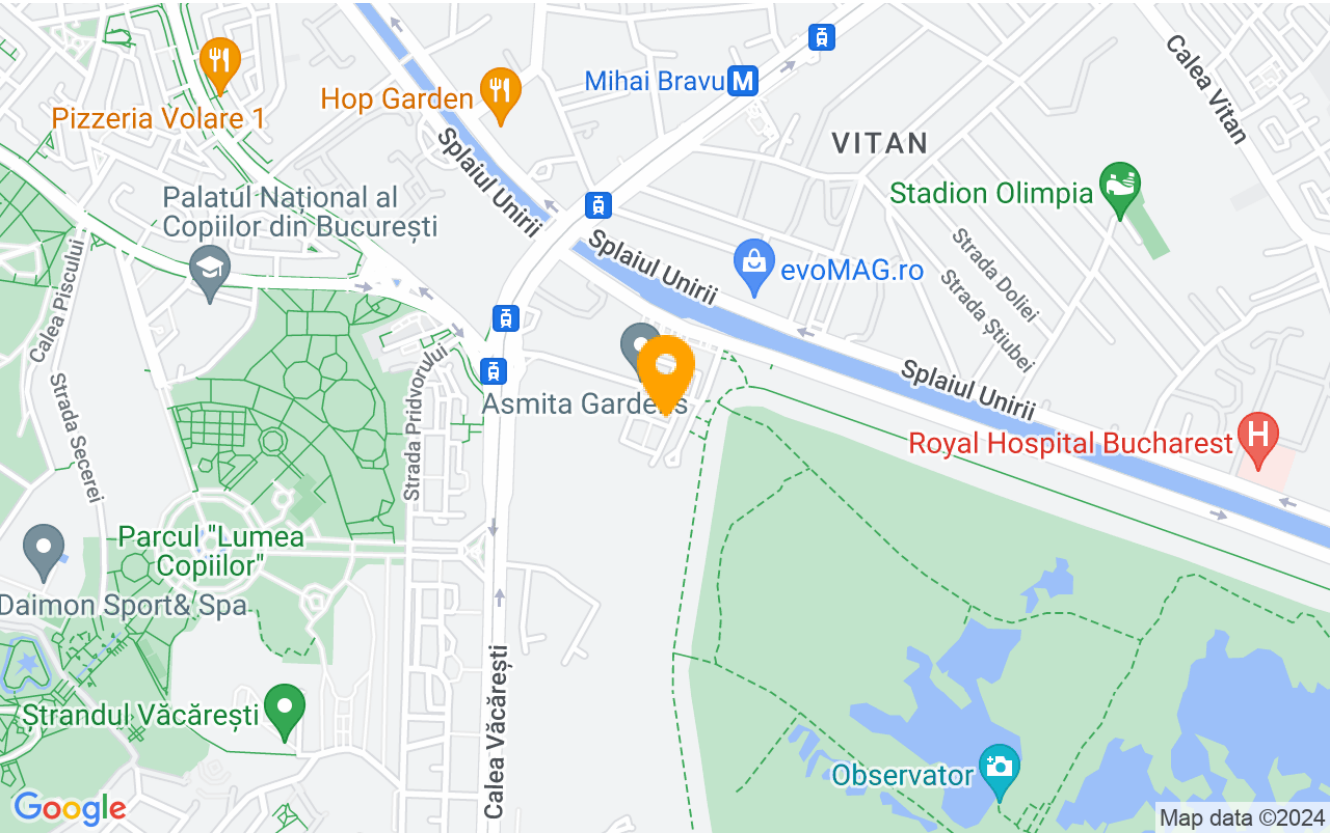 Calea Vitan
Mihai Bravu M
Hop Garden
Pizzeria Volare 1
VITAN
Splaiul Unirii
Stadion Olimpia
Palatul Național al
Copiilor din București
Splaiul Unirii
evoMAG.ro
Strada Doliei
Strada Știubei
Calea Piscului
Strada Pridvorului
Splaiul Unirii
Asmita Gardens
Strada Secerei
Royal Hospital Bucharest
H
Parcul "Lumea
Copiilor"
Daimon Sport& Spa
Calea Văcărești
Ștrandul Văcărești
Observator
Google
Map data ©2024